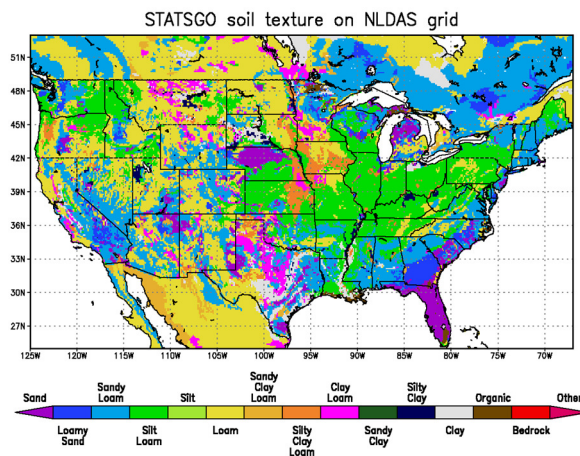 STATSGO soil texture on NLDAS grid
51N
48N
45N
42N
39N
36N
33N
30N
27N
125W 120W 115W 110W 105W 100W 95W 90W 85W 80W 75W 70W
Sand
Sandy
Loam
Silt
Sandy
Clay
Loam
Clay
Loam
Silty
Clay
Organic
Other
Loamy
Sand
Silt
Loam
Loam
Silty
Clay
Loam
Sandy
Clay
Clay
Bedrock